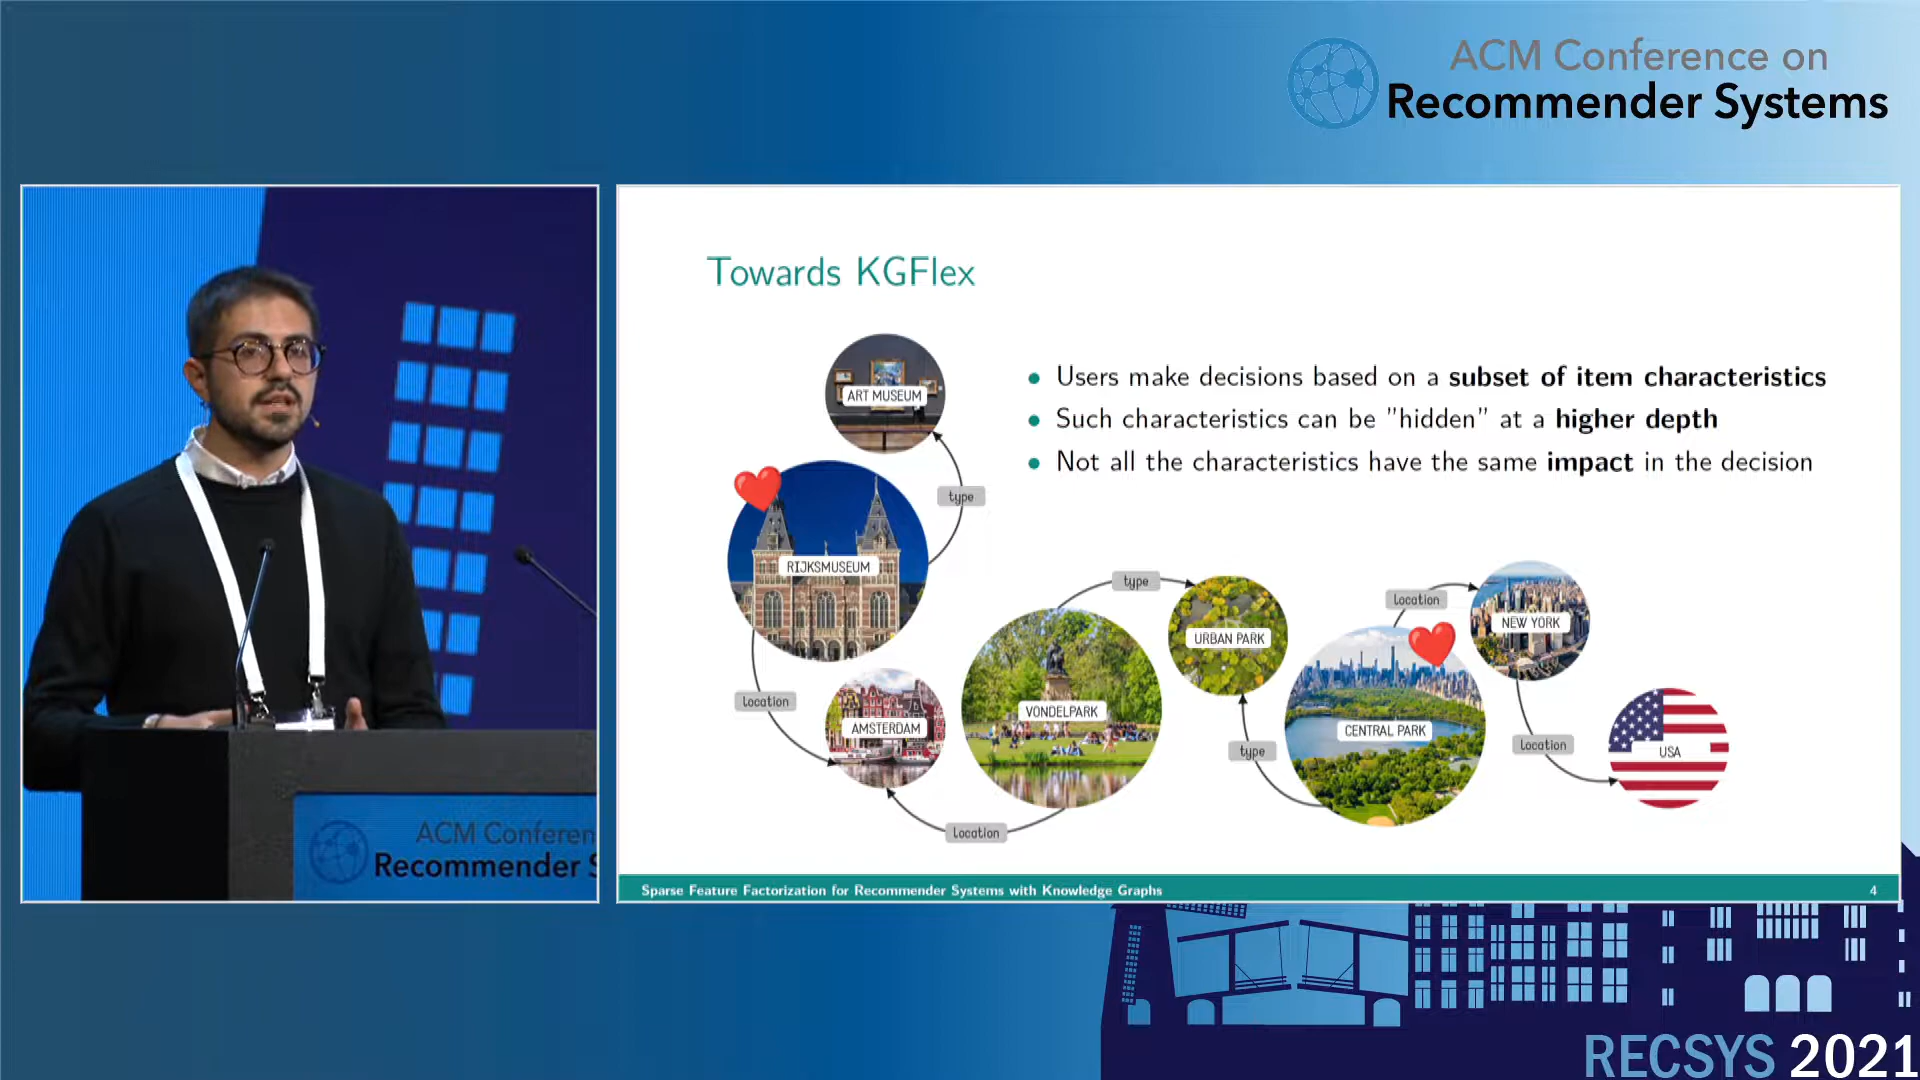 ACM Conference on
Recommender Systems
Towards KGFlex
ART MUSEUM
● Users make decisions based on a subset of item characteristics
● Such characteristics can be ”hidden” at a higher depth
● Not all the characteristics have the same impact in the decision
type
RIJKSMUSEUM
location
AMSTERDAM
type
VONDELPARK
URBAN PARK
location
NEW YORK
CENTRAL PARK
type
location
USA
location
ACM Conferen
Recommender S
Sparse Feature Factorization for Recommender Systems with Knowledge Graphs
4
RECSYS 2021